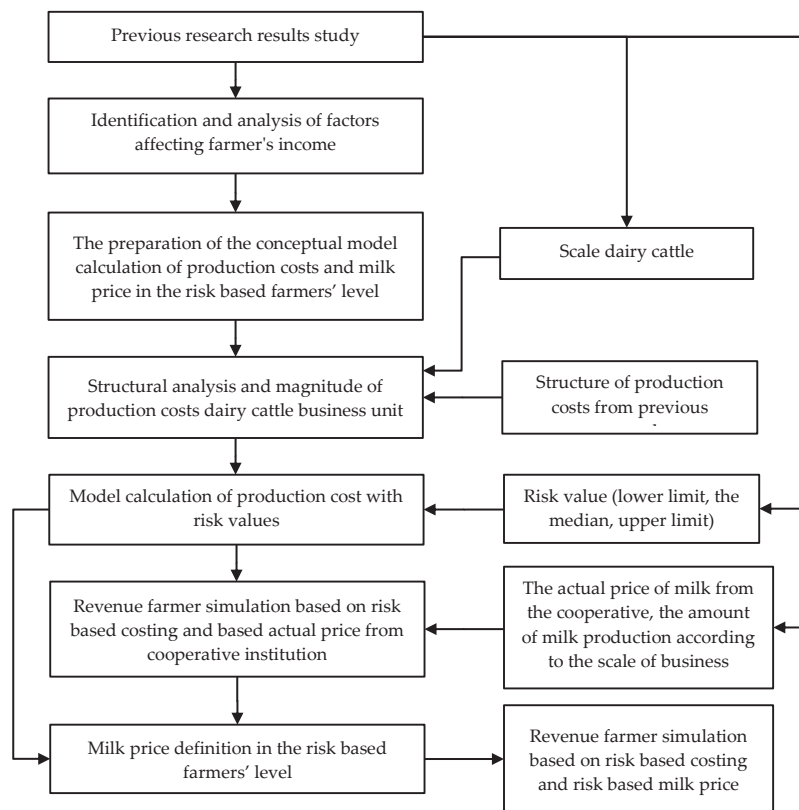 Previous research results study
Identification and analysis of factors
affecting farmer's income
The preparation of the conceptual model
calculation of production costs and milk
price in the risk based farmers’ level
Scale dairy cattle
Structural analysis and magnitude of
production costs dairy cattle business unit
Structure of production
costs from previous
Model calculation of production cost with
risk values
Risk value (lower limit, the
median, upper limit)
Revenue farmer simulation based on risk
based costing and based actual price from
cooperative institution
The actual price of milk from
the cooperative, the amount
of milk production according
to the scale of business
Milk price definition in the risk based
farmers’ level
Revenue farmer simulation
based on risk based costing
and risk based milk price